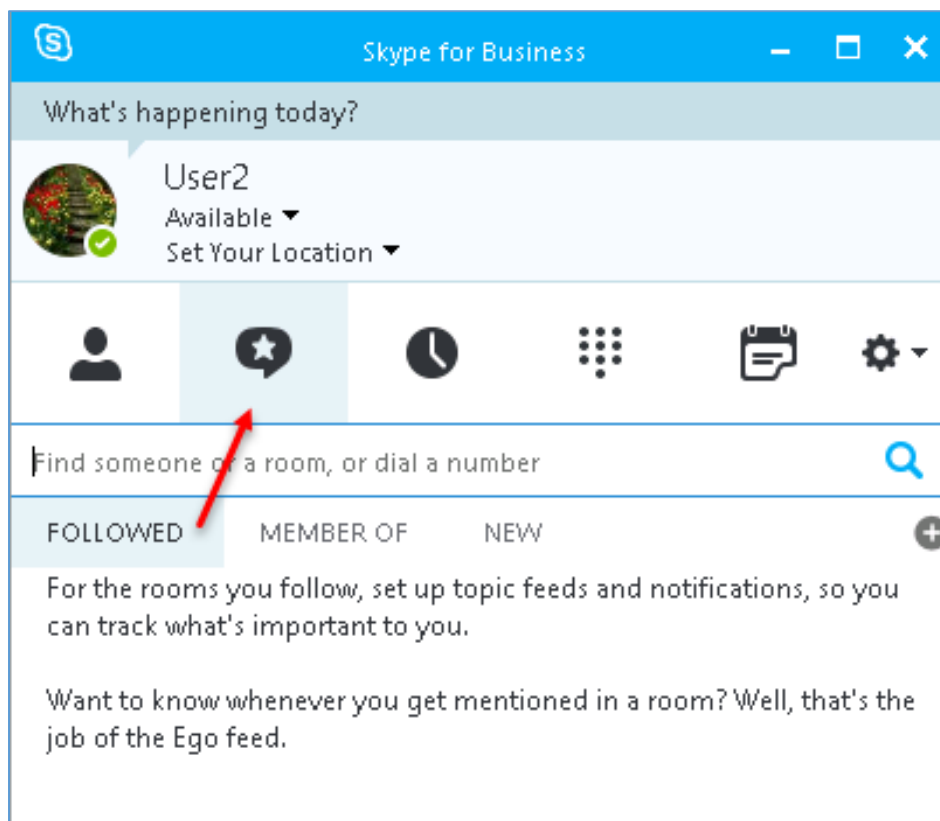 Skype for Business
What's happening today?
User2
Available
Set Your Location
Find someone or a room, or dial a number
FOLLOWED MEMBER OF NEW
For the rooms you follow, set up topic feeds and notifications, so you
can track what's important to you.
Want to know whenever you get mentioned in a room? Well, that's the
job of the Ego feed.